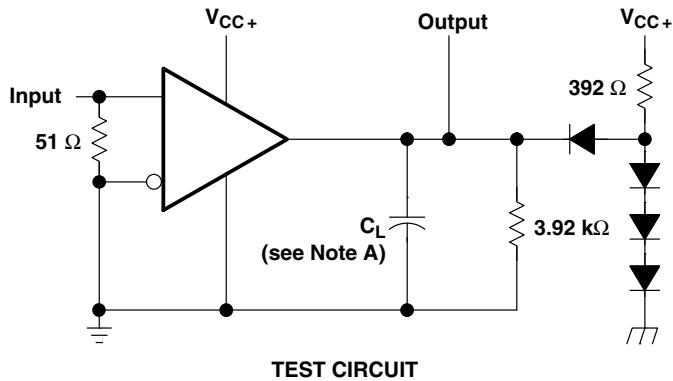 VCC+
Output
VCC+
Input
392 Ω
51 Ω
CL
(see Note A)
3.92 kΩ
TEST CIRCUIT